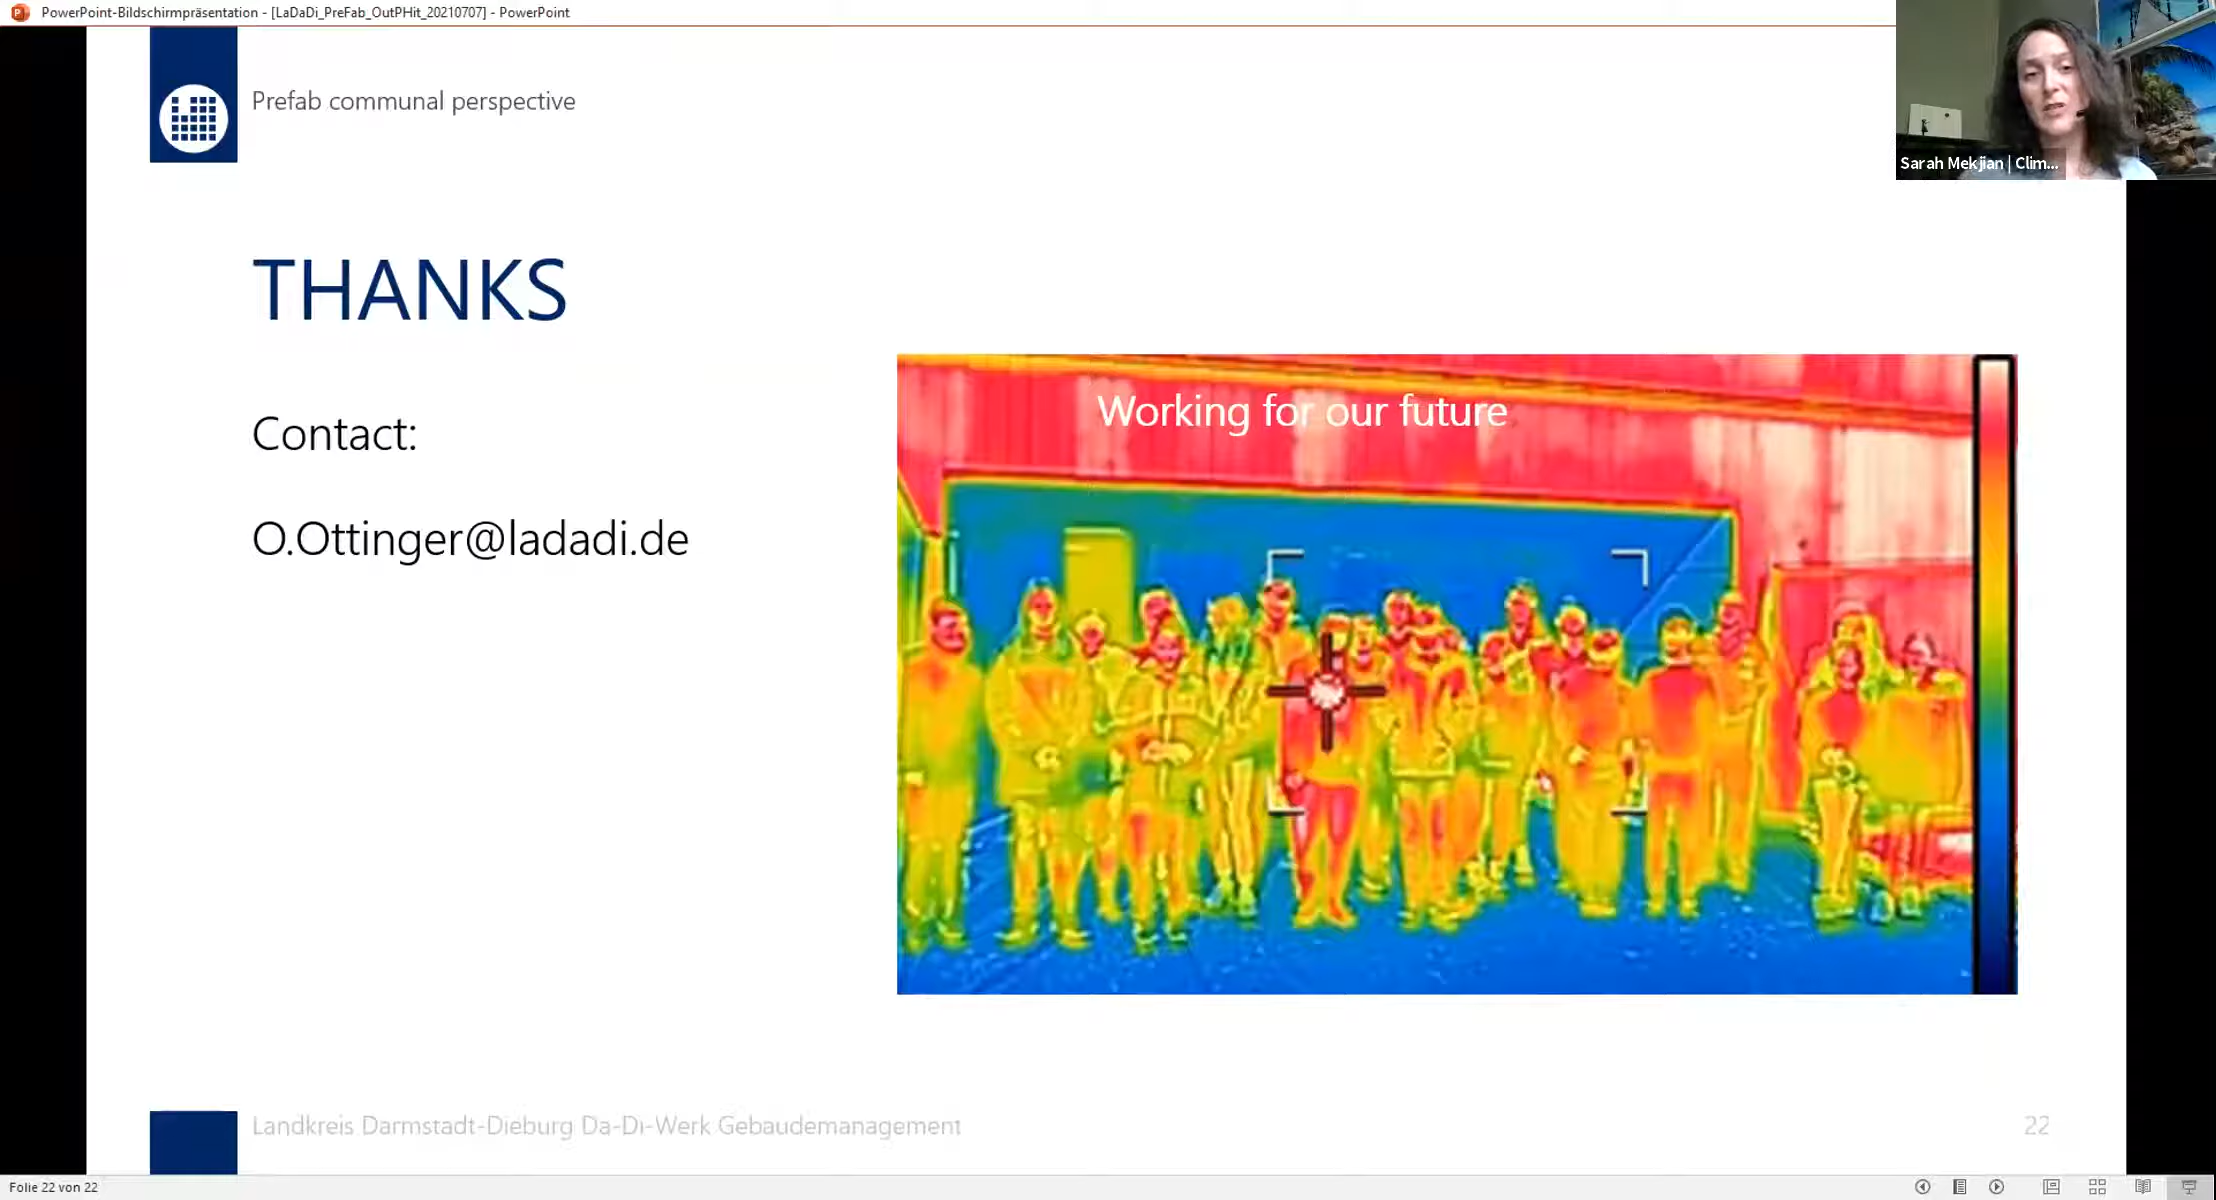 PowerPoint-Bildschirmpräsentation - [LaDaDi_PreFab_OutPHit_20210707] - PowerPoint
Sarah Mekjian | Clim...
Prefab communal perspective
THANKS
Contact:
O.Ottinger@ladadi.de
Working for our future
Landkreis Darmstadt-Dieburg Da-Di-Werk Gebäudemanagement
22
Folie 22 von 22